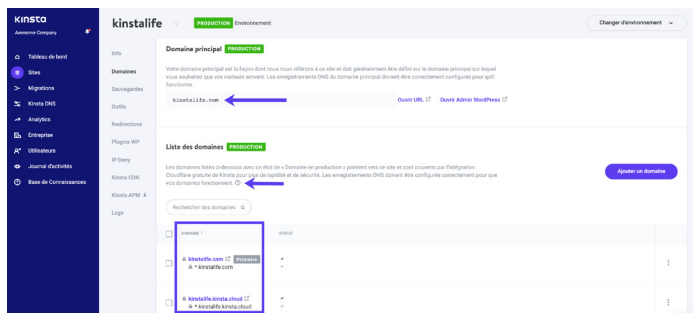 KINSTA
Awesome Company
Tableau de bord
Sites
Migrations
Kinsta DNS
Analytics
Entreprise
Utilisateurs
Journal d'activités
Base de Connaissances
kinstalife
PRODUCTION Environnement
Changer d'environnement
Info
Domaines
Sauvegardes
Outils
Redirections
Plugins WP
IP Deny
Kinsta CDN
Kinsta APM
Logs
Domaine principal PRODUCTION
Votre domaine principal est la façon dont nous nous référons à ce site et doit généralement être défini sur le domaine principal sur lequel
vous souhaitez que vos visiteurs arrivent. Les enregistrements DNS du domaine principal doivent être correctement configurés pour qu'il
fonctionne.
kinstalife.com
Ouvrir URL Ouvrir Admin WordPress
Liste des domaines PRODUCTION
Les domaines listés ci-dessous avec un état de « Domaine en production » pointent vers ce site et sont couverts par l'intégration
Cloudflare gratuite de Kinsta pour plus de rapidité et de sécurité. Les enregistrements DNS doivent être configurés correctement pour que
vos domaines fonctionnent.
Ajouter un domaine
Rechercher des domaines
DOMAINE STATUT
kinstalife.com Primaire
*.kinstalife.com
kinstalife.kinsta.cloud
*.kinstalife.kinsta.cloud